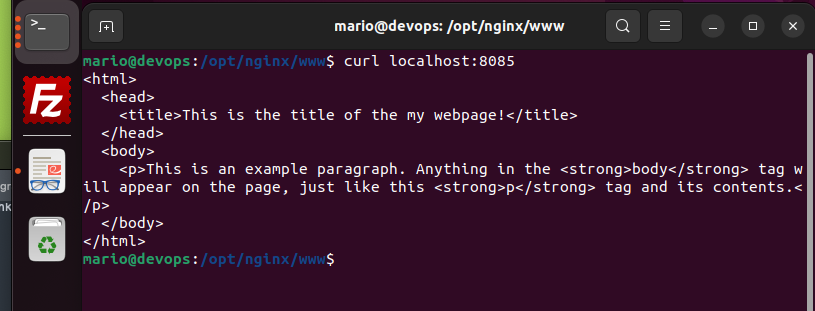 >_
mario@devops: /opt/nginx/www
mario@devops:/opt/nginx/www$ curl localhost:8085
<html>
  <head>
    <title>This is the title of the my webpage!</title>
  </head>
  <body>
    <p>This is an example paragraph. Anything in the <strong>body</strong> tag w
ill appear on the page, just like this <strong>p</strong> tag and its contents.<
/p>
  </body>
</html>
mario@devops:/opt/nginx/www$
Fz
gr
nk